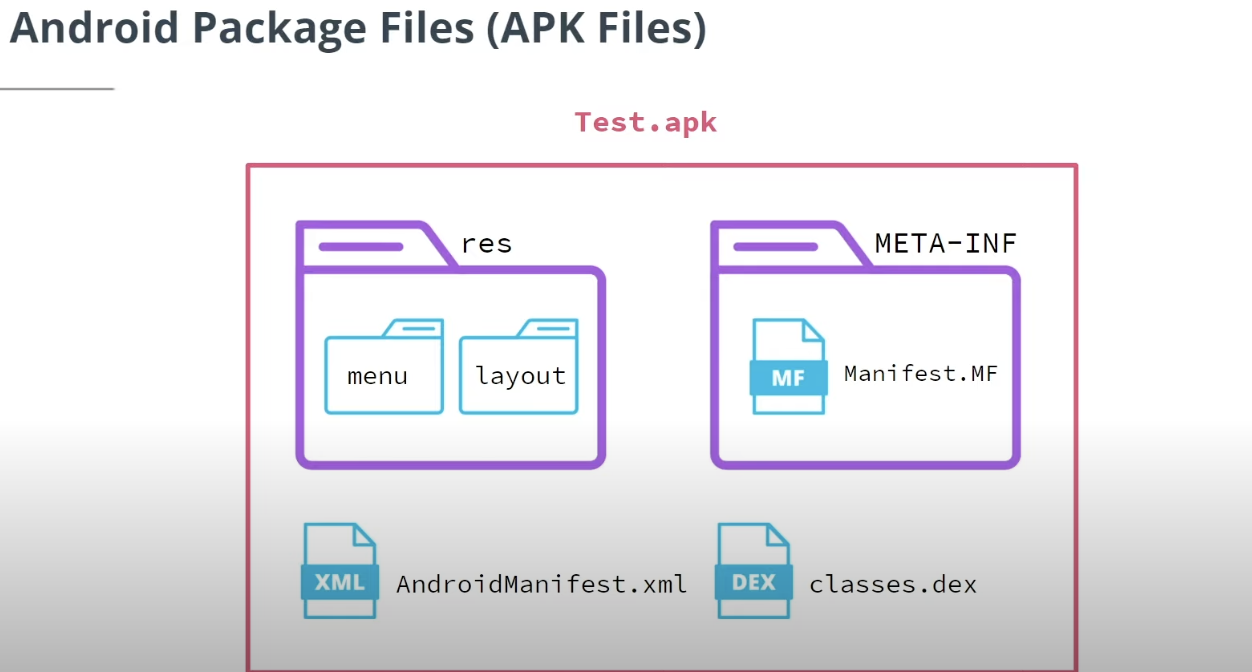 Android Package Files (APK Files)
Test.apk
res
META-INF
menu
layout
MF
Manifest.MF
XML
AndroidManifest.xml
DEX
classes.dex